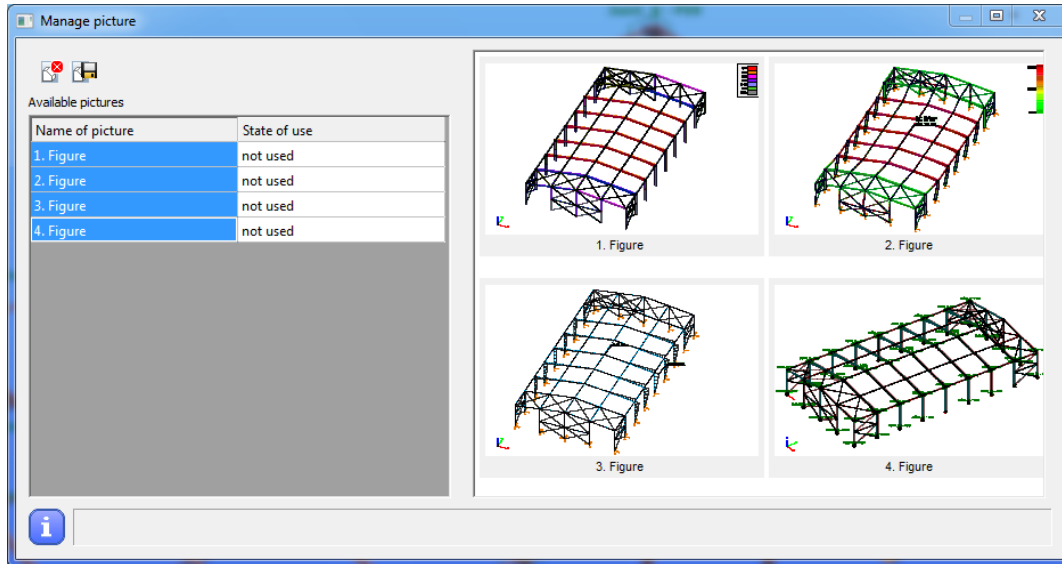 Manage picture
Available pictures
Name of picture State of use
1. Figure not used
2. Figure not used
3. Figure not used
4. Figure not used
1. Figure 2. Figure
3. Figure 4. Figure